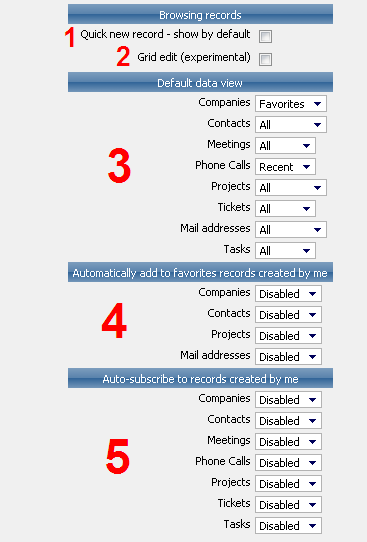 Browsing records
1 Quick new record - show by default
2 Grid edit (experimental)
Default data view
Companies Favorites
Contacts All
Meetings All
3 Phone Calls Recent
Projects All
Tickets All
Mail addresses All
Tasks All
Automatically add to favorites records created by me
Companies Disabled
4 Contacts Disabled
Projects Disabled
Mail addresses Disabled
Auto-subscribe to records created by me
Companies Disabled
Contacts Disabled
Meetings Disabled
5 Phone Calls Disabled
Projects Disabled
Tickets Disabled
Tasks Disabled